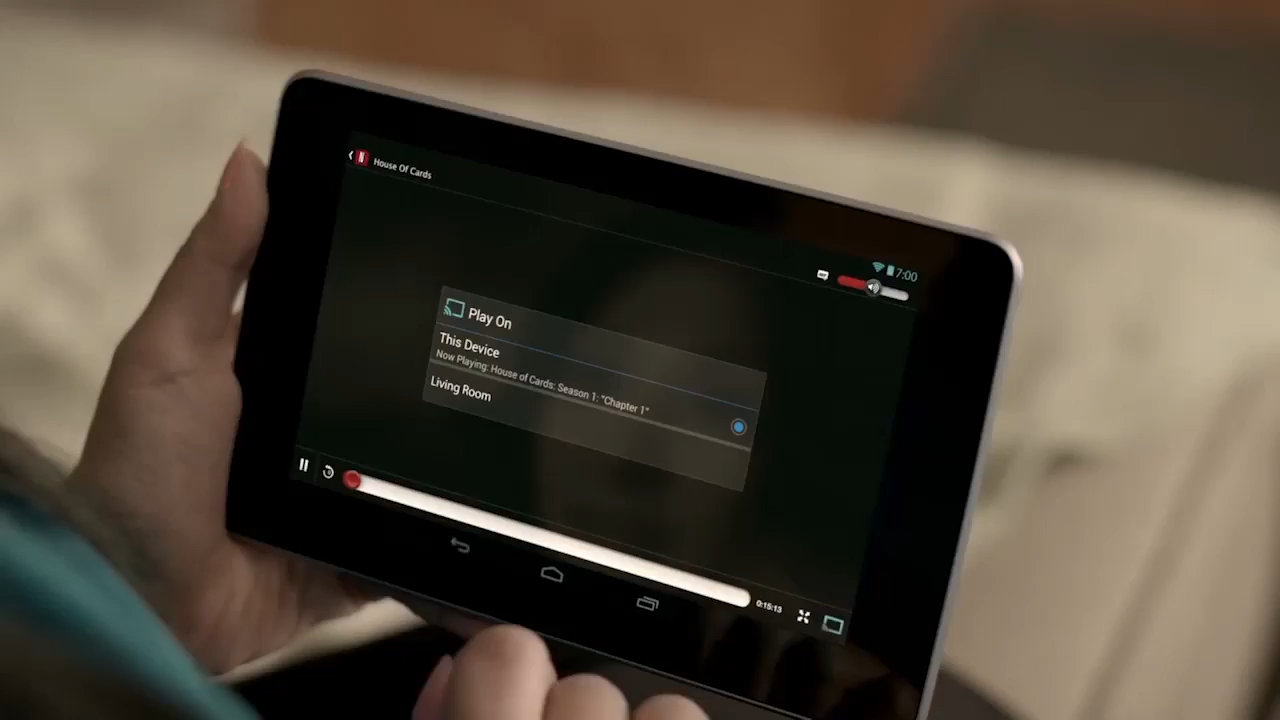 N House Of Cards
7:00
Play On
This Device
Now Playing: House of Cards: Season 1: "Chapter 1"
Living Room
0:15:13